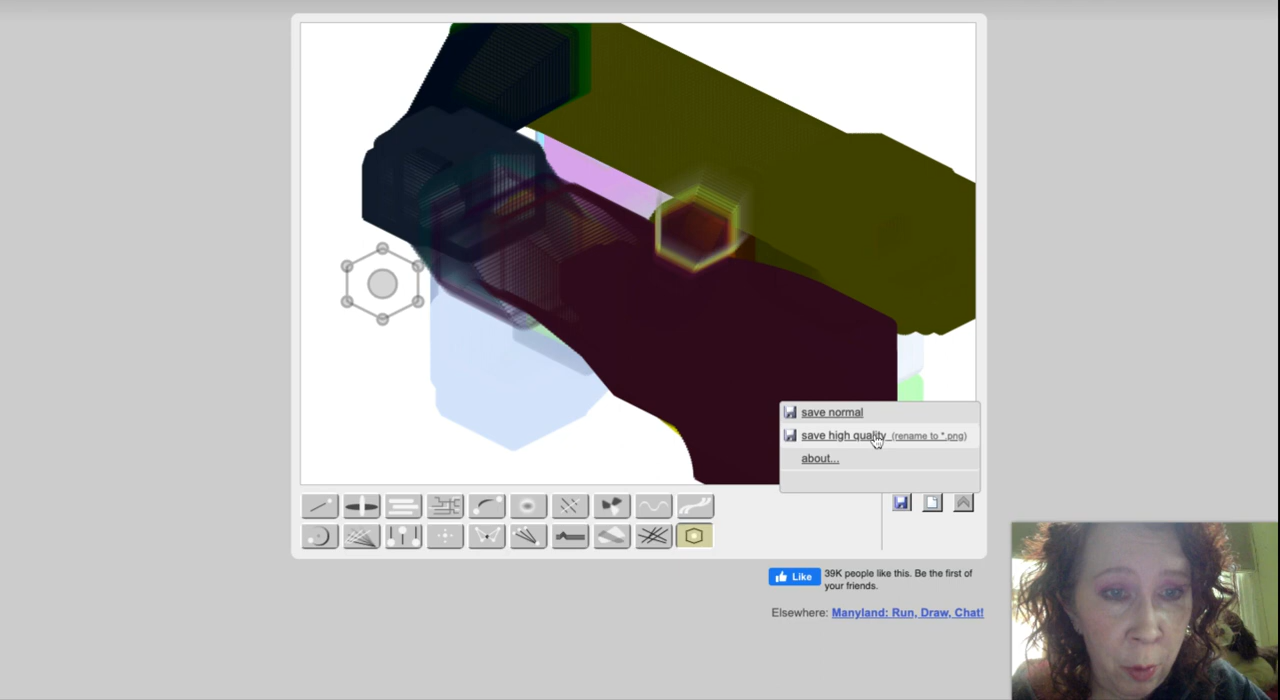 save normal
save high quality (rename to *.png)
about...
Like
39K people like this. Be the first of
your friends.
Elsewhere: Manyland: Run, Draw, Chat!